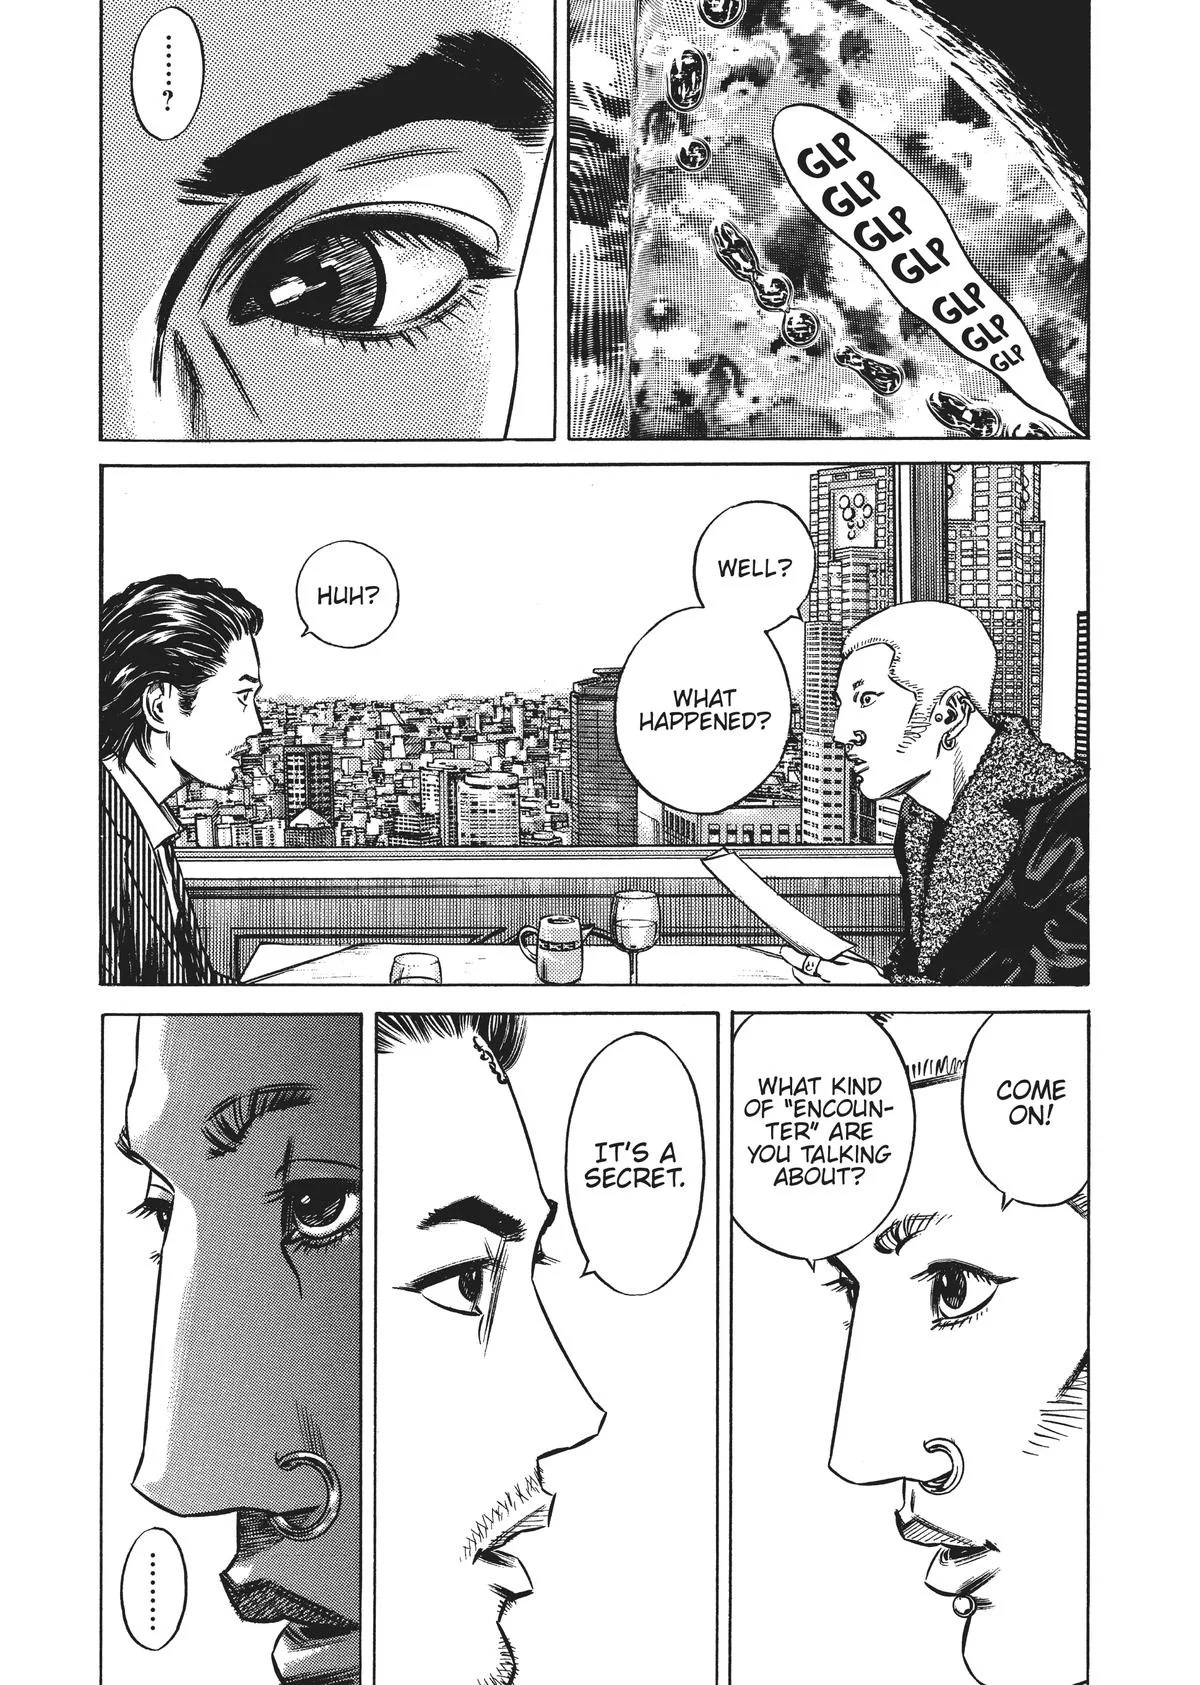 GLP
GLP
GLP
GLP
GLP
GLP
GLP
......?
WELL?
WHAT
HAPPENED?
HUH?
COME
ON!
WHAT KIND
OF "ENCOUN-
TER" ARE
YOU TALKING
ABOUT?
IT'S A
SECRET.
........